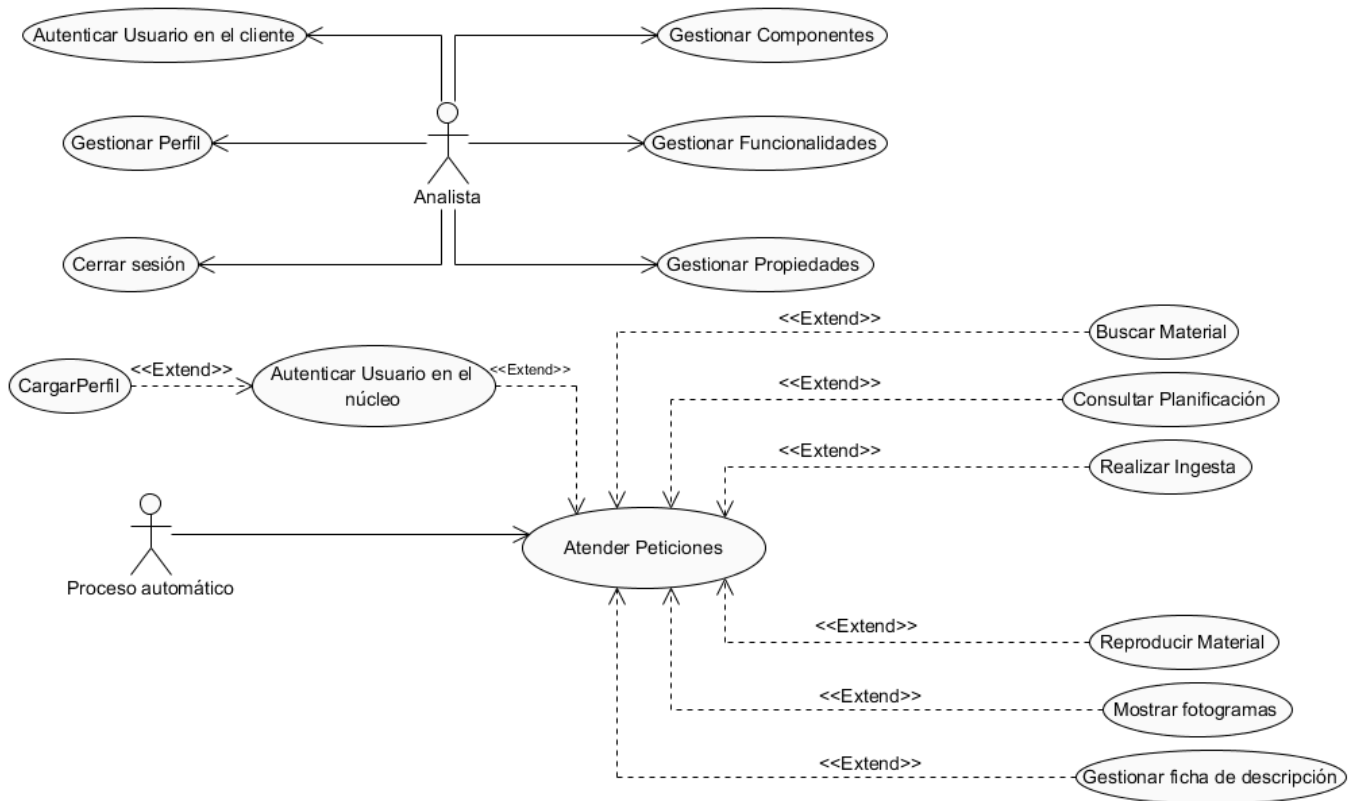 Autenticar Usuario en el cliente
Gestionar Componentes
Gestionar Perfil
Gestionar Funcionalidades
Analista
Cerrar sesión
Gestionar Propiedades
<<Extend>>
Buscar Material
<<Extend>>
CargarPerfil
Autenticar Usuario en el
núcleo
<<Extend>>
<<Extend>>
Consultar Planificación
<<Extend>>
Realizar Ingesta
Atender Peticiones
Proceso automático
<<Extend>>
Reproducir Material
<<Extend>>
Mostrar fotogramas
<<Extend>>
Gestionar ficha de descripción